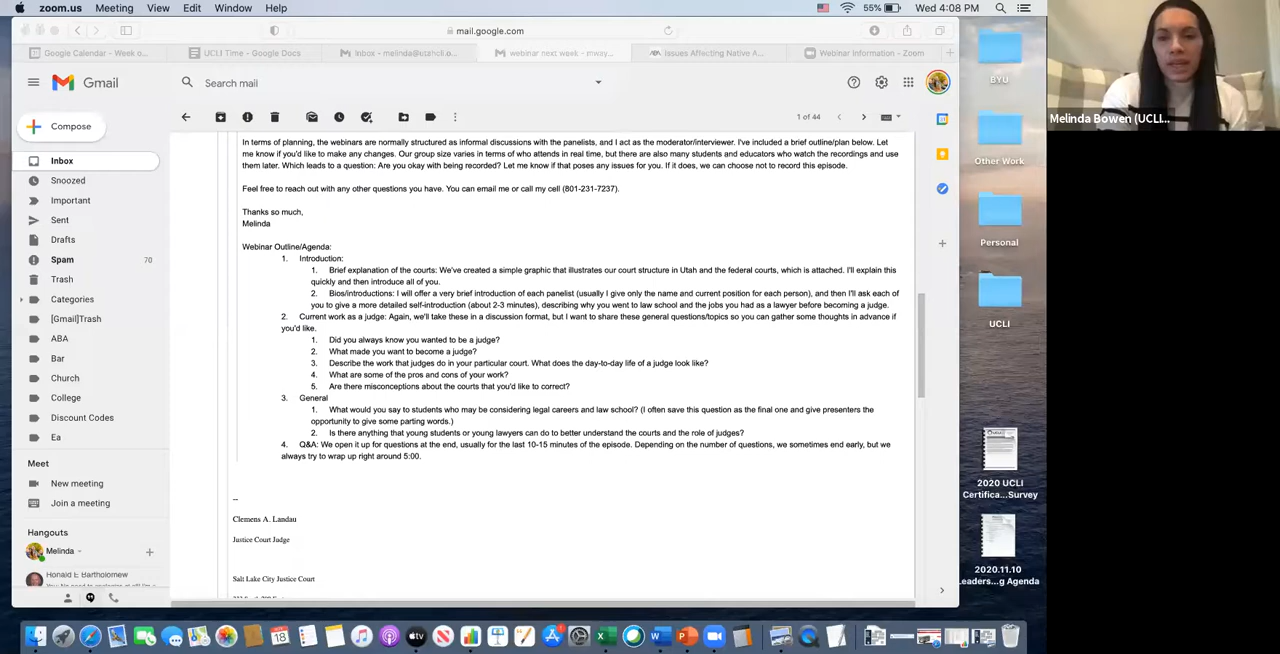 zoom.us Meeting View Edit Window Help
55% Wed 4:08 PM
mail.google.com
Google Calendar - Week o...
UCLI Time - Google Docs
Inbox - melinda@utahcli...
webinar next week - mway...
Issues Affecting Native A...
Webinar Information - Zoom
Gmail
Search mail
Compose
1 of 44
Inbox
Snoozed
Important
Sent
Drafts
Spam 70
Trash
Categories
[Gmail]Trash
ABA
Bar
Church
College
Discount Codes
Ea
Meet
New meeting
Join a meeting
Hangouts
Melinda
Ronald E Bartholomew
In terms of planning, the webinars are normally structured as informal discussions with the panelists, and I act as the moderator/interviewer. I've included a brief outline/plan below. Let
me know if you'd like to make any changes. Our group size varies in terms of who attends in real time, but there are also many students and educators who watch the recordings and use
them later. Which leads to a question: Are you okay with being recorded? Let me know if that poses any issues for you. If it does, we can choose not to record this episode.
Feel free to reach out with any other questions you have. You can email me or call my cell (801-231-7237).
Thanks so much,
Melinda
Webinar Outline/Agenda:
1. Introduction:
1. Brief explanation of the courts: We've created a simple graphic that illustrates our court structure in Utah and the federal courts, which is attached. I'll explain this
quickly and then introduce all of you.
2. Bios/introductions: I will offer a very brief introduction of each panelist (usually I give only the name and current position for each person), and then I'll ask each of
you to give a more detailed self-introduction (about 2-3 minutes), describing why you went to law school and the jobs you had as a lawyer before becoming a judge.
2. Current work as a judge: Again, we'll take these in a discussion format, but I want to share these general questions/topics so you can gather some thoughts in advance if
you'd like.
1. Did you always know you wanted to be a judge?
2. What made you want to become a judge?
3. Describe the work that judges do in your particular court. What does the day-to-day life of a judge look like?
4. What are some of the pros and cons of your work?
5. Are there misconceptions about the courts that you'd like to correct?
3. General
1. What would you say to students who may be considering legal careers and law school? (I often save this question as the final one and give presenters the
opportunity to give some parting words.)
2. Is there anything that young students or young lawyers can do to better understand the courts and the role of judges?
4. Q&A: We open it up for questions at the end, usually for the last 10-15 minutes of the episode. Depending on the number of questions, we sometimes end early, but we
always try to wrap up right around 5:00.
--
Clemens A. Landau
Justice Court Judge
Salt Lake City Justice Court
BYU
Other Work
Personal
UCLI
2020 UCLI
Certifica...Survey
2020.11.10
Leaders...g Agenda
Melinda Bowen (UCLI...
18